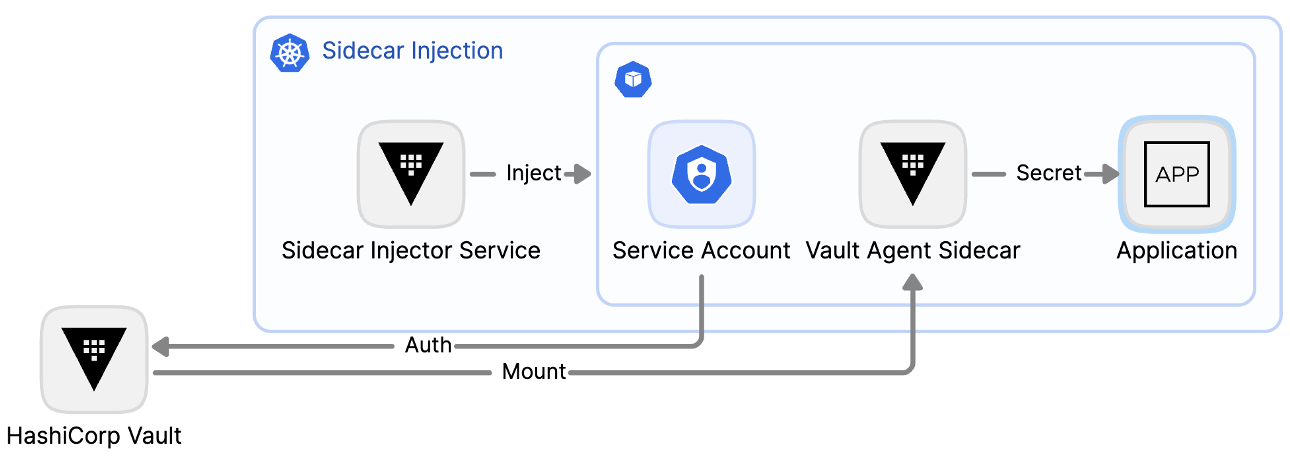 Sidecar Injection
Inject
Secret
APP
Sidecar Injector Service
Service Account
Vault Agent Sidecar
Application
Auth
Mount
HashiCorp Vault